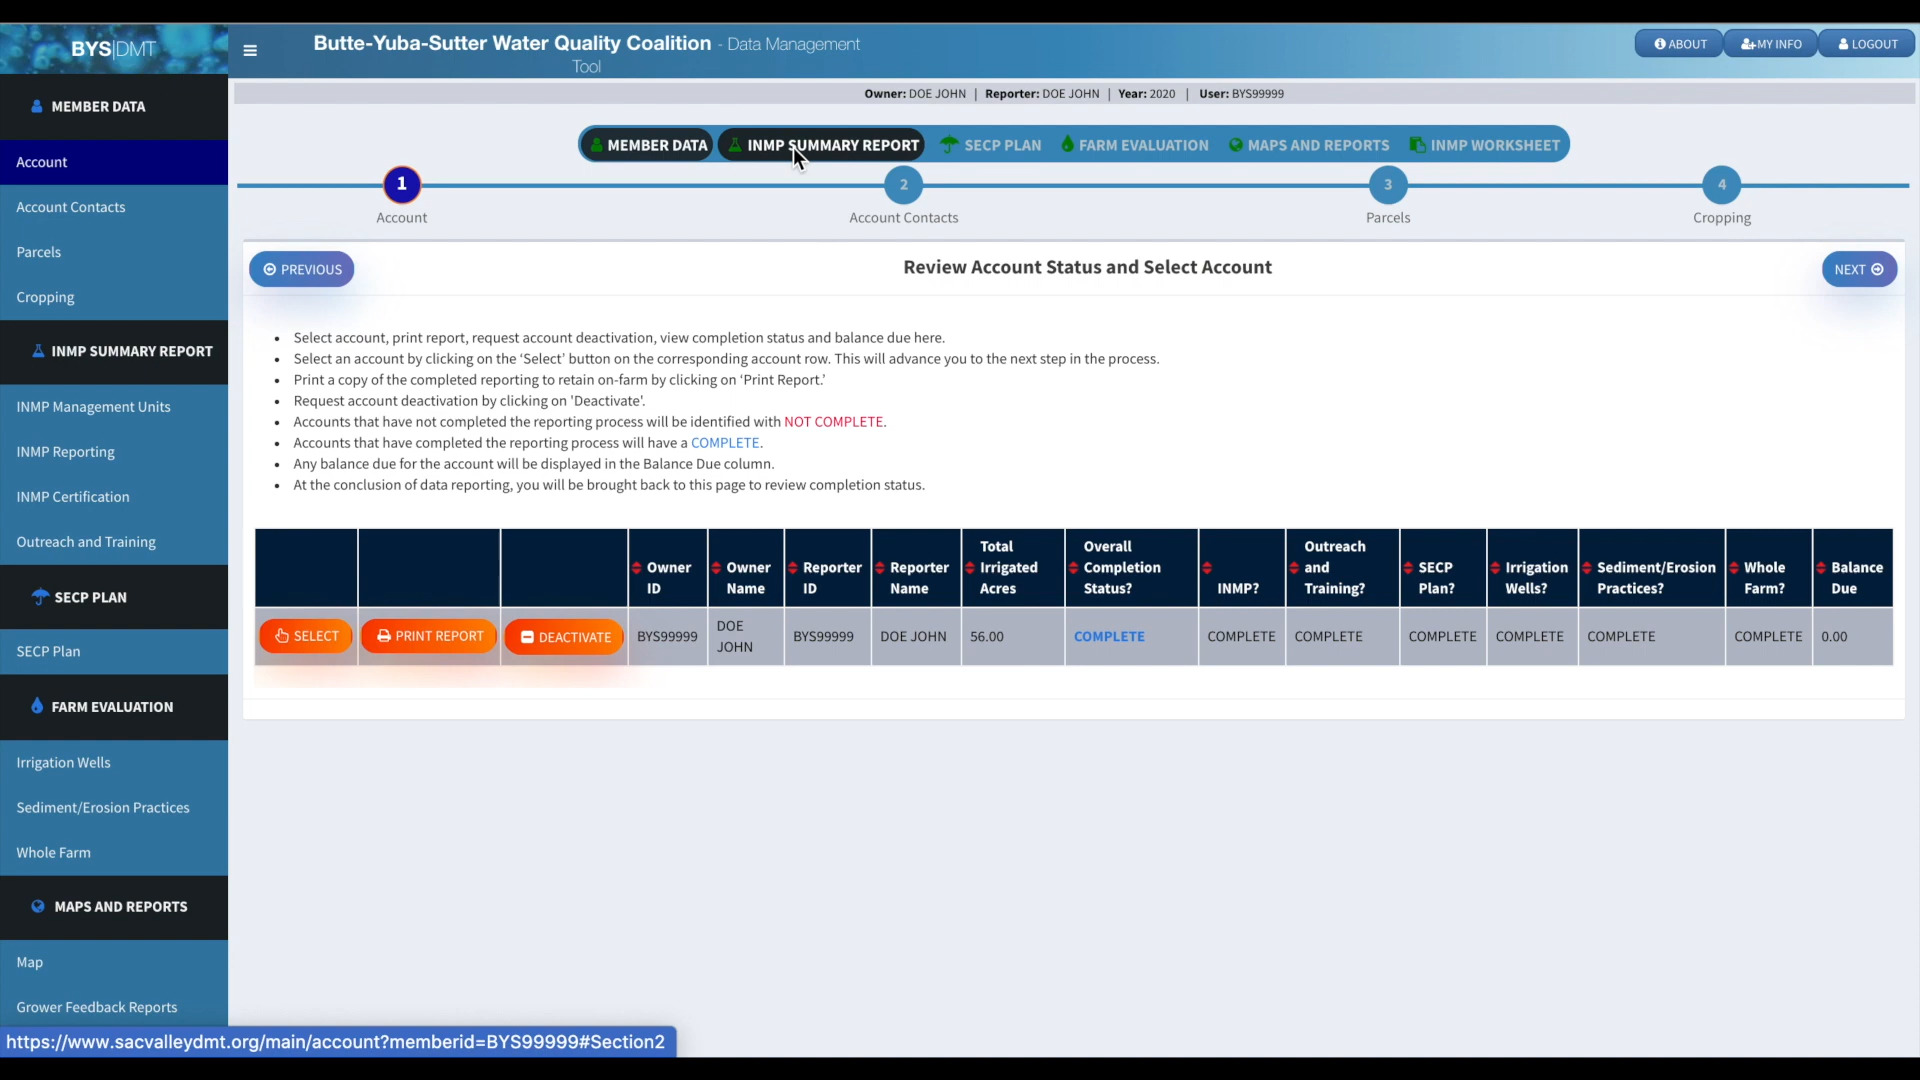 BYS|DMT
Butte-Yuba-Sutter Water Quality Coalition - Data Management
Tool
ABOUT
MY INFO
LOGOUT
Owner: DOE JOHN | Reporter: DOE JOHN | Year: 2020 | User: BYS99999
MEMBER DATA
INMP SUMMARY REPORT
SECP PLAN
FARM EVALUATION
MAPS AND REPORTS
INMP WORKSHEET
1
2
3
4
Account
Account Contacts
Parcels
Cropping
MEMBER DATA
Account
Account Contacts
Parcels
Cropping
INMP SUMMARY REPORT
INMP Management Units
INMP Reporting
INMP Certification
Outreach and Training
SECP PLAN
SECP Plan
FARM EVALUATION
Irrigation Wells
Sediment/Erosion Practices
Whole Farm
MAPS AND REPORTS
Map
Grower Feedback Reports
PREVIOUS
Review Account Status and Select Account
NEXT
• Select account, print report, request account deactivation, view completion status and balance due here.
• Select an account by clicking on the ‘Select’ button on the corresponding account row. This will advance you to the next step in the process.
• Print a copy of the completed reporting to retain on-farm by clicking on ‘Print Report.’
• Request account deactivation by clicking on 'Deactivate'.
• Accounts that have not completed the reporting process will be identified with NOT COMPLETE.
• Accounts that have completed the reporting process will have a COMPLETE.
• Any balance due for the account will be displayed in the Balance Due column.
• At the conclusion of data reporting, you will be brought back to this page to review completion status.
Owner
ID
Owner
Name
Reporter
ID
Reporter
Name
Total
Irrigated
Acres
Overall
Completion
Status?
INMP?
Outreach
and
Training?
SECP
Plan?
Irrigation
Wells?
Sediment/Erosion
Practices?
Whole
Farm?
Balance
Due
SELECT
PRINT REPORT
DEACTIVATE
BYS99999
DOE
JOHN
BYS99999
DOE JOHN
56.00
COMPLETE
COMPLETE
COMPLETE
COMPLETE
COMPLETE
COMPLETE
COMPLETE
0.00
https://www.sacvalleydmt.org/main/account?memberid=BYS99999#Section2